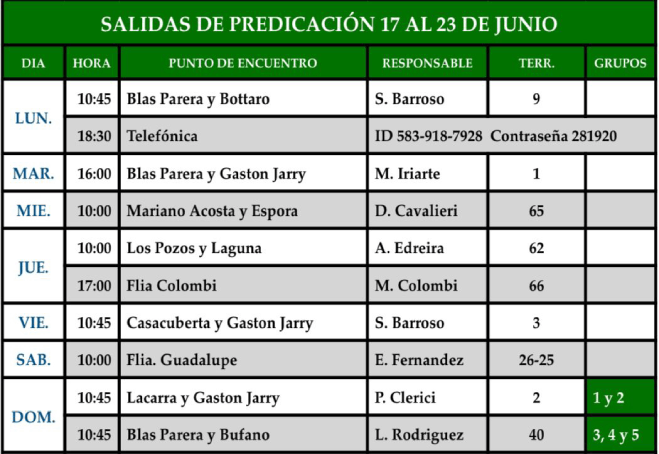 SALIDAS DE PREDICACIÓN 17 AL 23 DE JUNIO
DIA HORA PUNTO DE ENCUENTRO RESPONSABLE TERR. GRUPOS
LUN. 10:45 Blas Parera y Bottaro S. Barroso 9
18:30 Telefónica ID 583-918-7928 Contraseña 281920
MAR. 16:00 Blas Parera y Gaston Jarry M. Iriarte 1
MIE. 10:00 Mariano Acosta y Espora D. Cavalieri 65
JUE. 10:00 Los Pozos y Laguna A. Edreira 62
17:00 Flia Colombi M. Colombi 66
VIE. 10:45 Casacuberta y Gaston Jarry S. Barroso 3
SAB. 10:00 Flia. Guadalupe E. Fernandez 26-25
DOM. 10:45 Lacarra y Gaston Jarry P. Clerici 2 1 y 2
10:45 Blas Parera y Bufano L. Rodriguez 40 3, 4 y 5